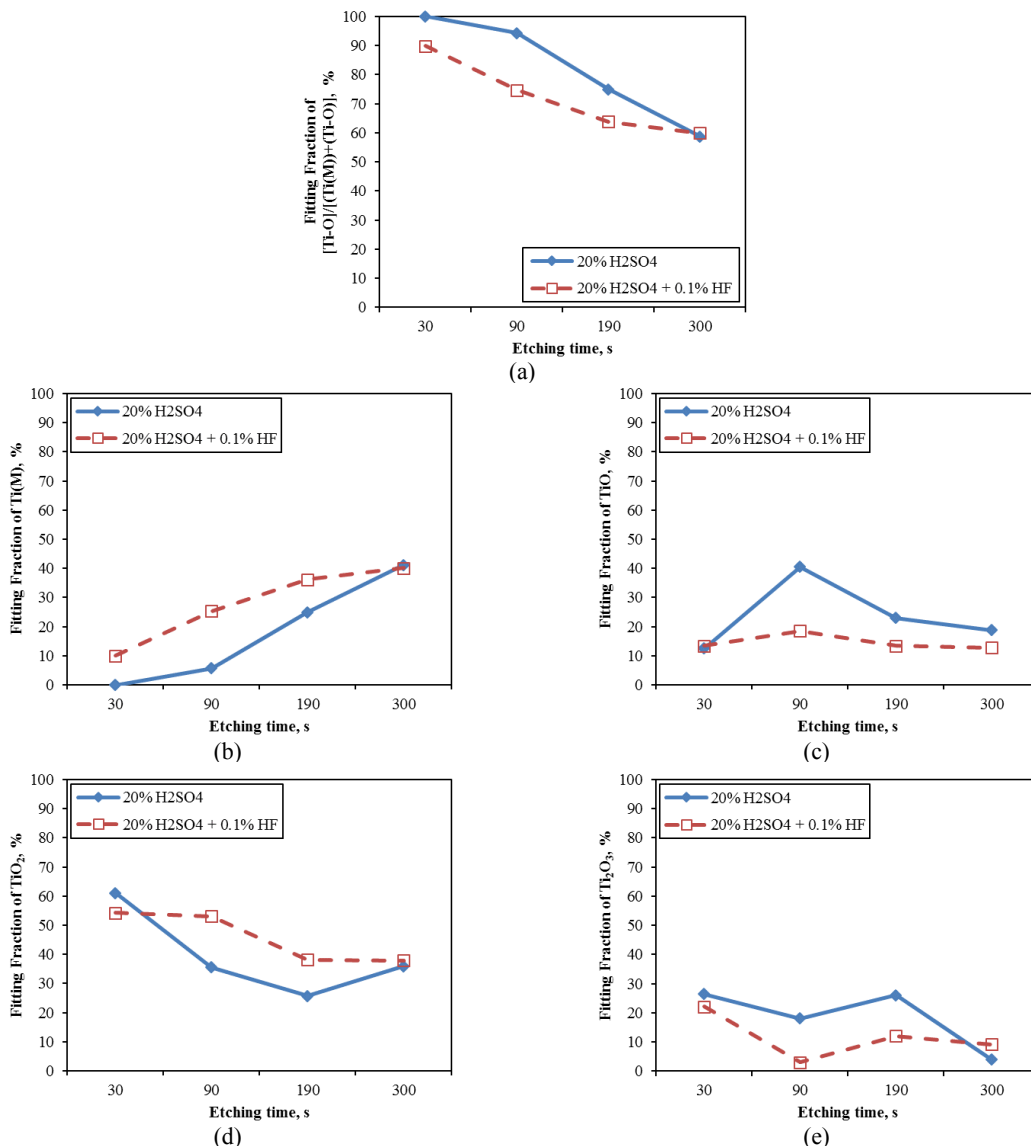 100
90
80
70
60
50
40
30
20
10
0
Fitting Fraction of
[Ti-O]/[(Ti(M))+(Ti-O)], %
20% H2SO4
20% H2SO4 + 0.1% HF
30 90 190 300
Etching time, s
(a)
100
90
80
70
60
50
40
30
20
10
0
Fitting Fraction of Ti(M), %
20% H2SO4
20% H2SO4 + 0.1% HF
30 90 190 300
Etching time, s
(b)
100
90
80
70
60
50
40
30
20
10
0
Fitting Fraction of TiO, %
20% H2SO4
20% H2SO4 + 0.1% HF
30 90 190 300
Etching time, s
(c)
100
90
80
70
60
50
40
30
20
10
0
Fitting Fraction of TiO₂, %
20% H2SO4
20% H2SO4 + 0.1% HF
30 90 190 300
Etching time, s
(d)
100
90
80
70
60
50
40
30
20
10
0
Fitting Fraction of Ti₂O₃, %
20% H2SO4
20% H2SO4 + 0.1% HF
30 90 190 300
Etching time, s
(e)